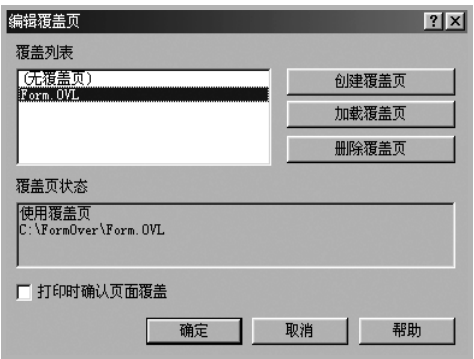 编辑覆盖页
覆盖列表
(无覆盖页)
Form.OVL
创建覆盖页
加载覆盖页
删除覆盖页
覆盖页状态
使用覆盖页
C:\FormOver\Form.OVL
打印时确认页面覆盖
确定 取消 帮助